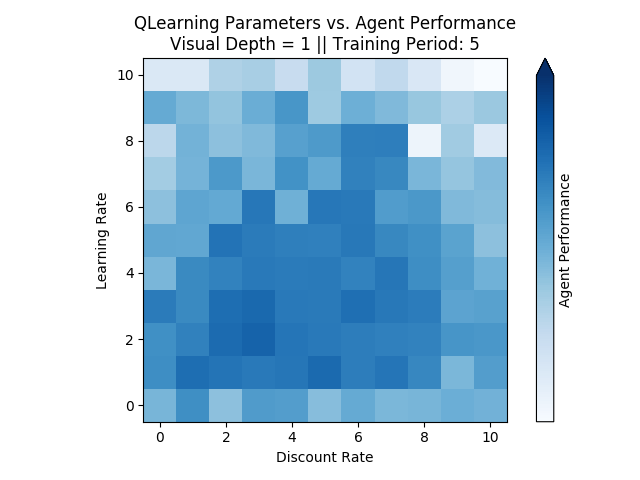 QLearning Parameters vs. Agent Performance
Visual Depth = 1 || Training Period: 5
10
8
6
4
2
0
Learning Rate
0 2 4 6 8 10
Discount Rate
Agent Performance